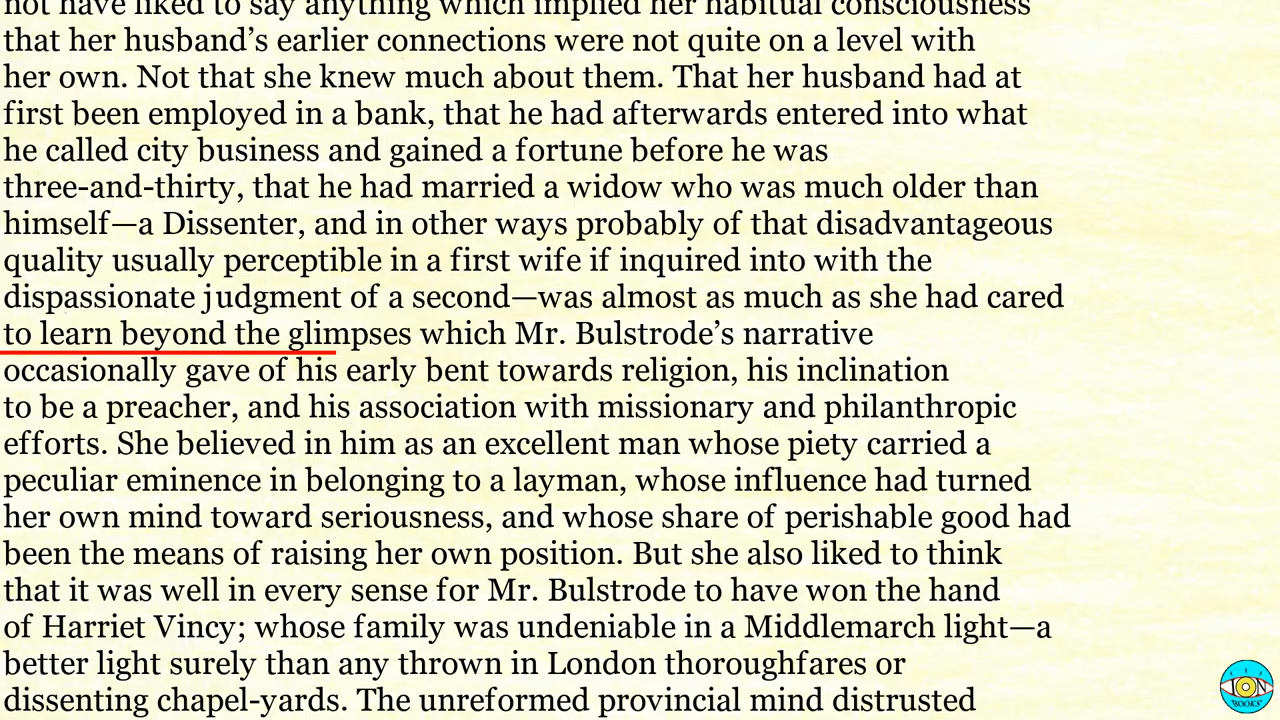 not have liked to say anything which implied her habitual consciousness
that her husband’s earlier connections were not quite on a level with
her own. Not that she knew much about them. That her husband had at
first been employed in a bank, that he had afterwards entered into what
he called city business and gained a fortune before he was
three-and-thirty, that he had married a widow who was much older than
himself—a Dissenter, and in other ways probably of that disadvantageous
quality usually perceptible in a first wife if inquired into with the
dispassionate judgment of a second—was almost as much as she had cared
to learn beyond the glimpses which Mr. Bulstrode’s narrative
occasionally gave of his early bent towards religion, his inclination
to be a preacher, and his association with missionary and philanthropic
efforts. She believed in him as an excellent man whose piety carried a
peculiar eminence in belonging to a layman, whose influence had turned
her own mind toward seriousness, and whose share of perishable good had
been the means of raising her own position. But she also liked to think
that it was well in every sense for Mr. Bulstrode to have won the hand
of Harriet Vincy; whose family was undeniable in a Middlemarch light—a
better light surely than any thrown in London thoroughfares or
dissenting chapel-yards. The unreformed provincial mind distrusted
ION
BOOKS